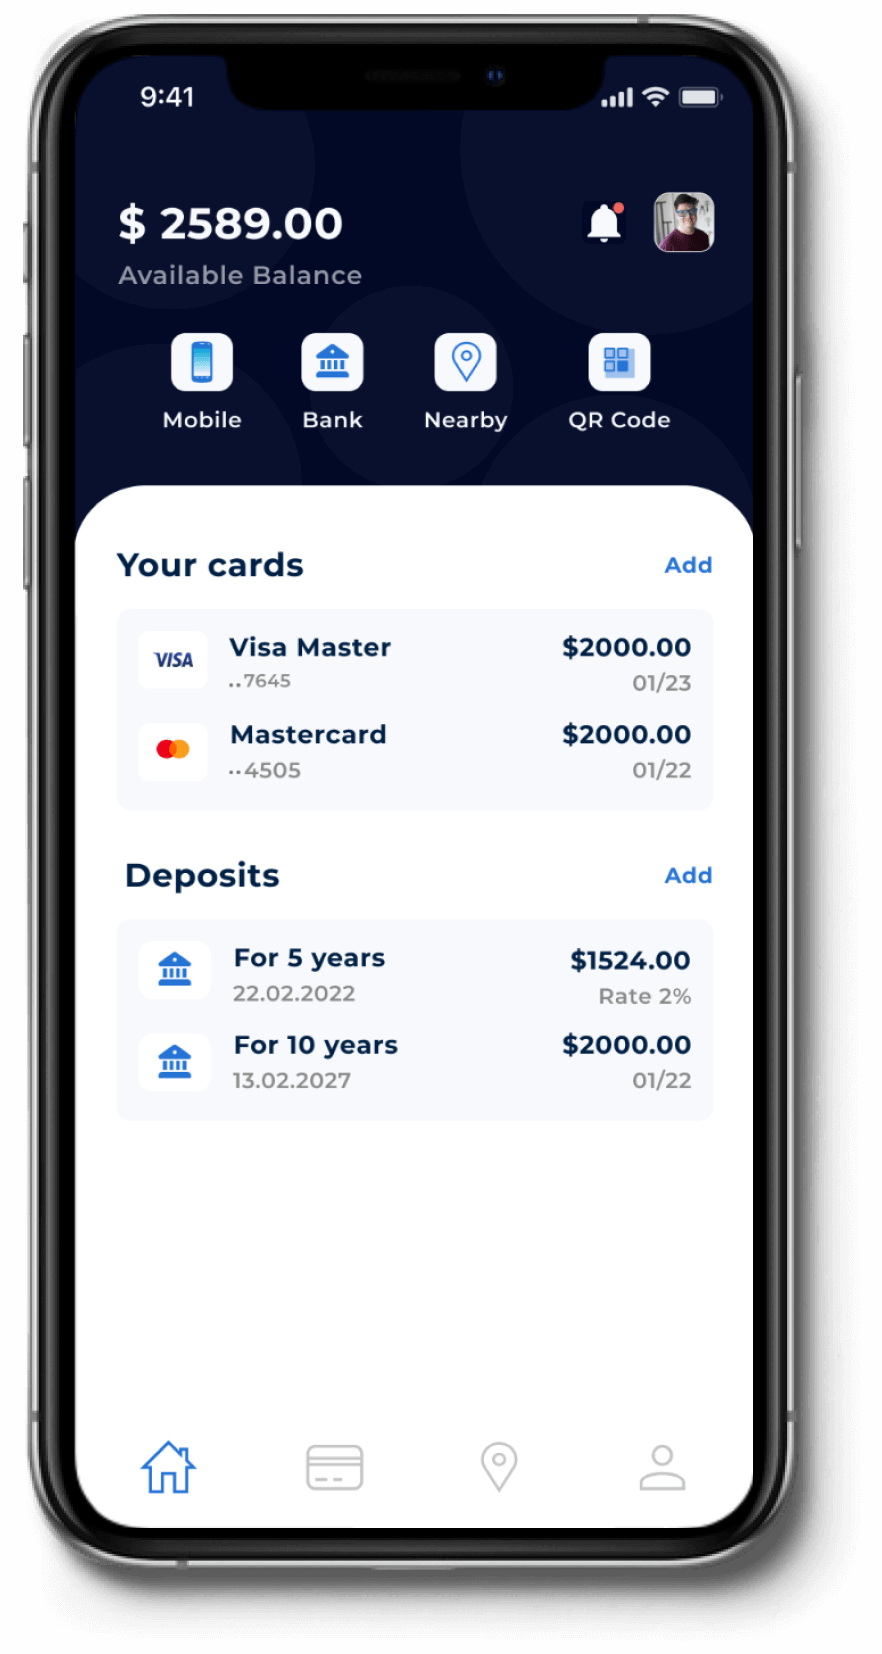 9:41
$ 2589.00
Available Balance
Mobile Bank Nearby QR Code
Your cards Add
VISA Visa Master $2000.00
..7645 01/23
Mastercard $2000.00
··4505 01/22
Deposits Add
For 5 years $1524.00
22.02.2022 Rate 2%
For 10 years $2000.00
13.02.2027 01/22